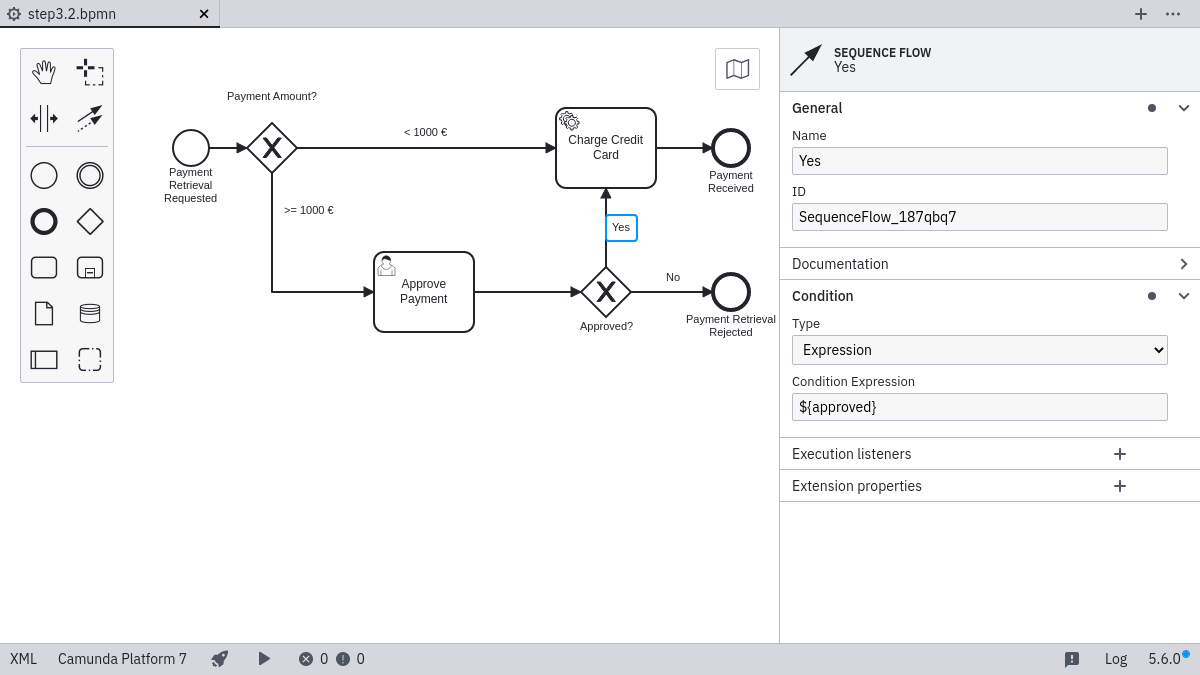 step3.2.bpmn
Payment Amount?
< 1000 €
>= 1000 €
Payment
Retrieval
Requested
Charge Credit
Card
Payment
Received
Yes
Approve
Payment
Approved?
No
Payment Retrieval
Rejected
SEQUENCE FLOW
Yes
General
Name
Yes
ID
SequenceFlow_187qbq7
Documentation
Condition
Type
Expression
Condition Expression
${approved}
Execution listeners
Extension properties
XML Camunda Platform 7 0 0 Log 5.6.0